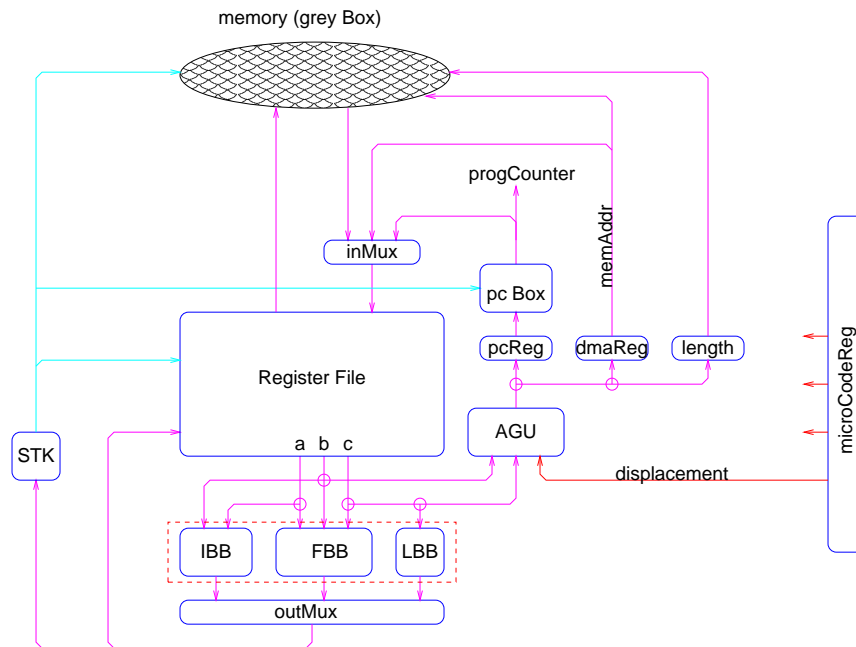 memory (grey Box)
progCounter
memAddr
inMux
pc Box
pcReg
dmaReg
length
microCodeReg
Register File
a b c
AGU
STK
displacement
IBB
FBB
LBB
outMux